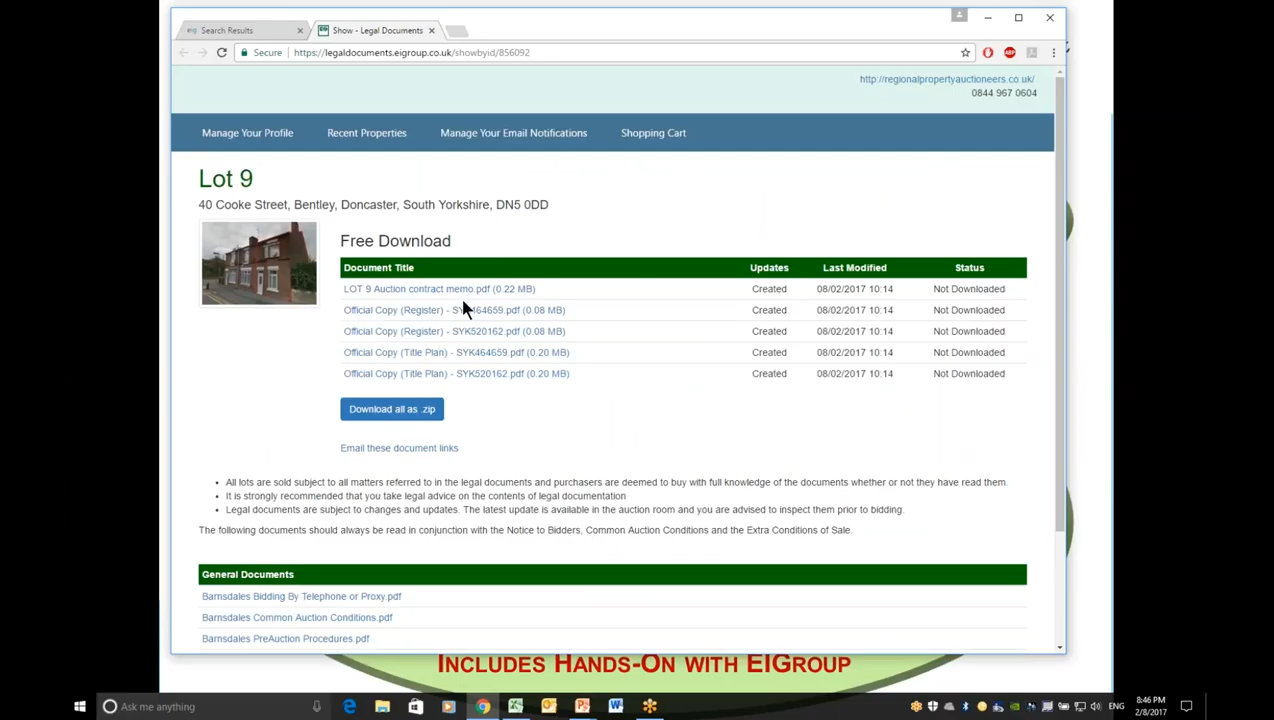 Search Results
Show - Legal Documents
Secure
https://legaldocuments.eigroup.co.uk/showbyid/856092
http://regionalpropertyauctioneers.co.uk/
0844 967 0604
Manage Your Profile Recent Properties Manage Your Email Notifications Shopping Cart
Lot 9
40 Cooke Street, Bentley, Doncaster, South Yorkshire, DN5 0DD
Free Download
Document Title Updates Last Modified Status
LOT 9 Auction contract memo.pdf (0.22 MB) Created 08/02/2017 10:14 Not Downloaded
Official Copy (Register) - SYK464659.pdf (0.08 MB) Created 08/02/2017 10:14 Not Downloaded
Official Copy (Register) - SYK520162.pdf (0.08 MB) Created 08/02/2017 10:14 Not Downloaded
Official Copy (Title Plan) - SYK464659.pdf (0.20 MB) Created 08/02/2017 10:14 Not Downloaded
Official Copy (Title Plan) - SYK520162.pdf (0.20 MB) Created 08/02/2017 10:14 Not Downloaded
Download all as .zip
Email these document links
All lots are sold subject to all matters referred to in the legal documents and purchasers are deemed to buy with full knowledge of the documents whether or not they have read them.
It is strongly recommended that you take legal advice on the contents of legal documentation
Legal documents are subject to changes and updates. The latest update is available in the auction room and you are advised to inspect them prior to bidding.
The following documents should always be read in conjunction with the Notice to Bidders, Common Auction Conditions and the Extra Conditions of Sale.
General Documents
Barnsdales Bidding By Telephone or Proxy.pdf
Barnsdales Common Auction Conditions.pdf
Barnsdales PreAuction Procedures.pdf
INCLUDES HANDS-ON WITH EIGROUP
Ask me anything
ENG
8:46 PM
2/8/2017